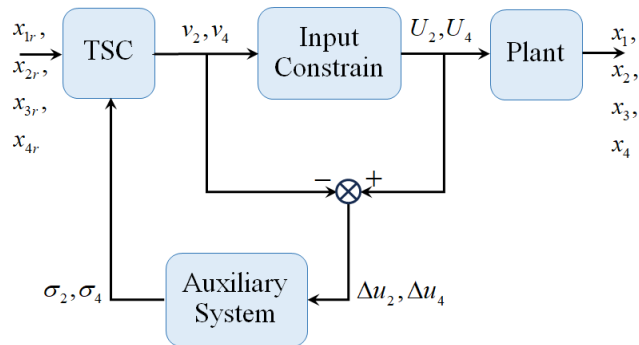 x1r,
x2r,
x3r,
x4r
TSC
v2, v4
Input
Constrain
U2, U4
Plant
x1,
x2,
x3,
x4
−
+
σ2, σ4
Auxiliary
System
Δu2, Δu4